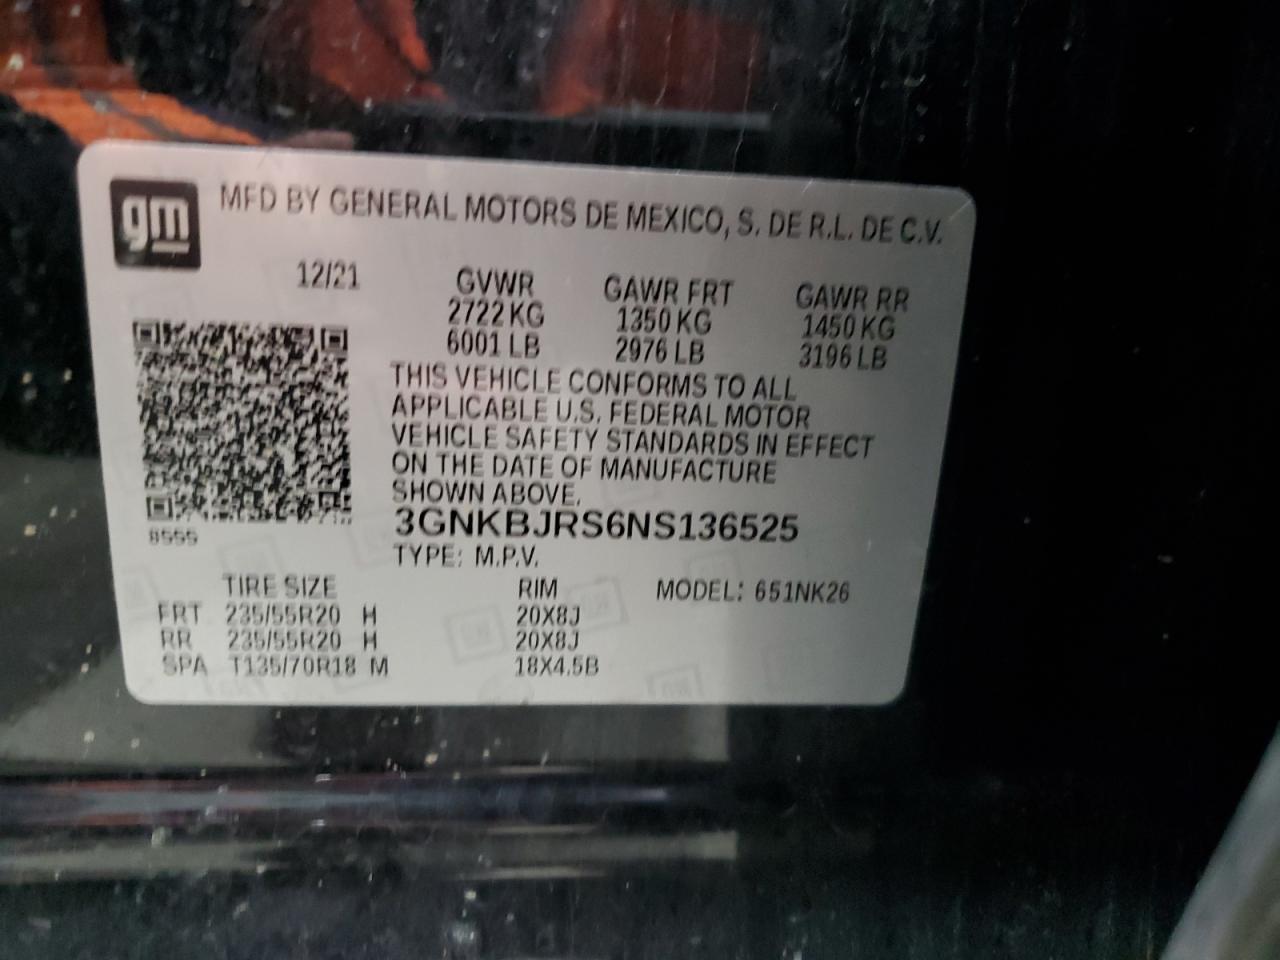 gm
MFD BY GENERAL MOTORS DE MEXICO, S. DE R.L. DE C.V.
12/21 GVWR GAWR FRT GAWR RR
2722 KG 1350 KG 1450 KG
6001 LB 2976 LB 3196 LB
THIS VEHICLE CONFORMS TO ALL
APPLICABLE U.S. FEDERAL MOTOR
VEHICLE SAFETY STANDARDS IN EFFECT
ON THE DATE OF MANUFACTURE
SHOWN ABOVE.
3GNKBJRS6NS136525
8555
TYPE: M.P.V.
TIRE SIZE RIM MODEL: 651NK26
FRT 235/55R20 H 20X8J
RR 235/55R20 H 20X8J
SPA T135/70R18 M 18X4.5B